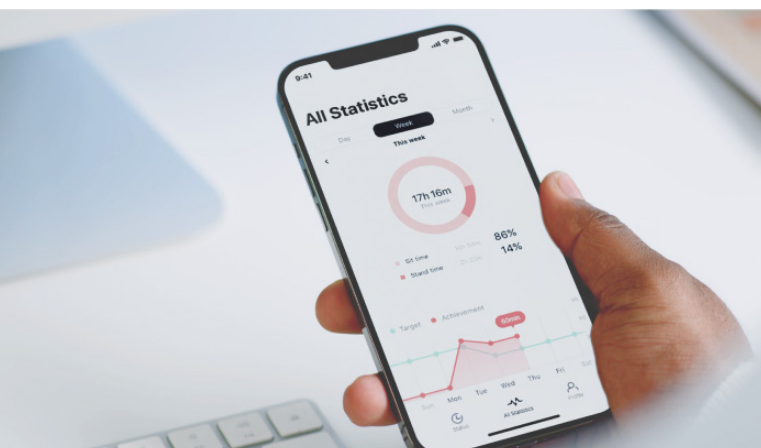 9:41
All Statistics
Day Week Month
This week
17h 16m
This week
Sit time 86%
Stand time 14%
Target Achievement
60min
Sun Mon Tue Wed Thu Fri Sat
Status AI Statistics Profile